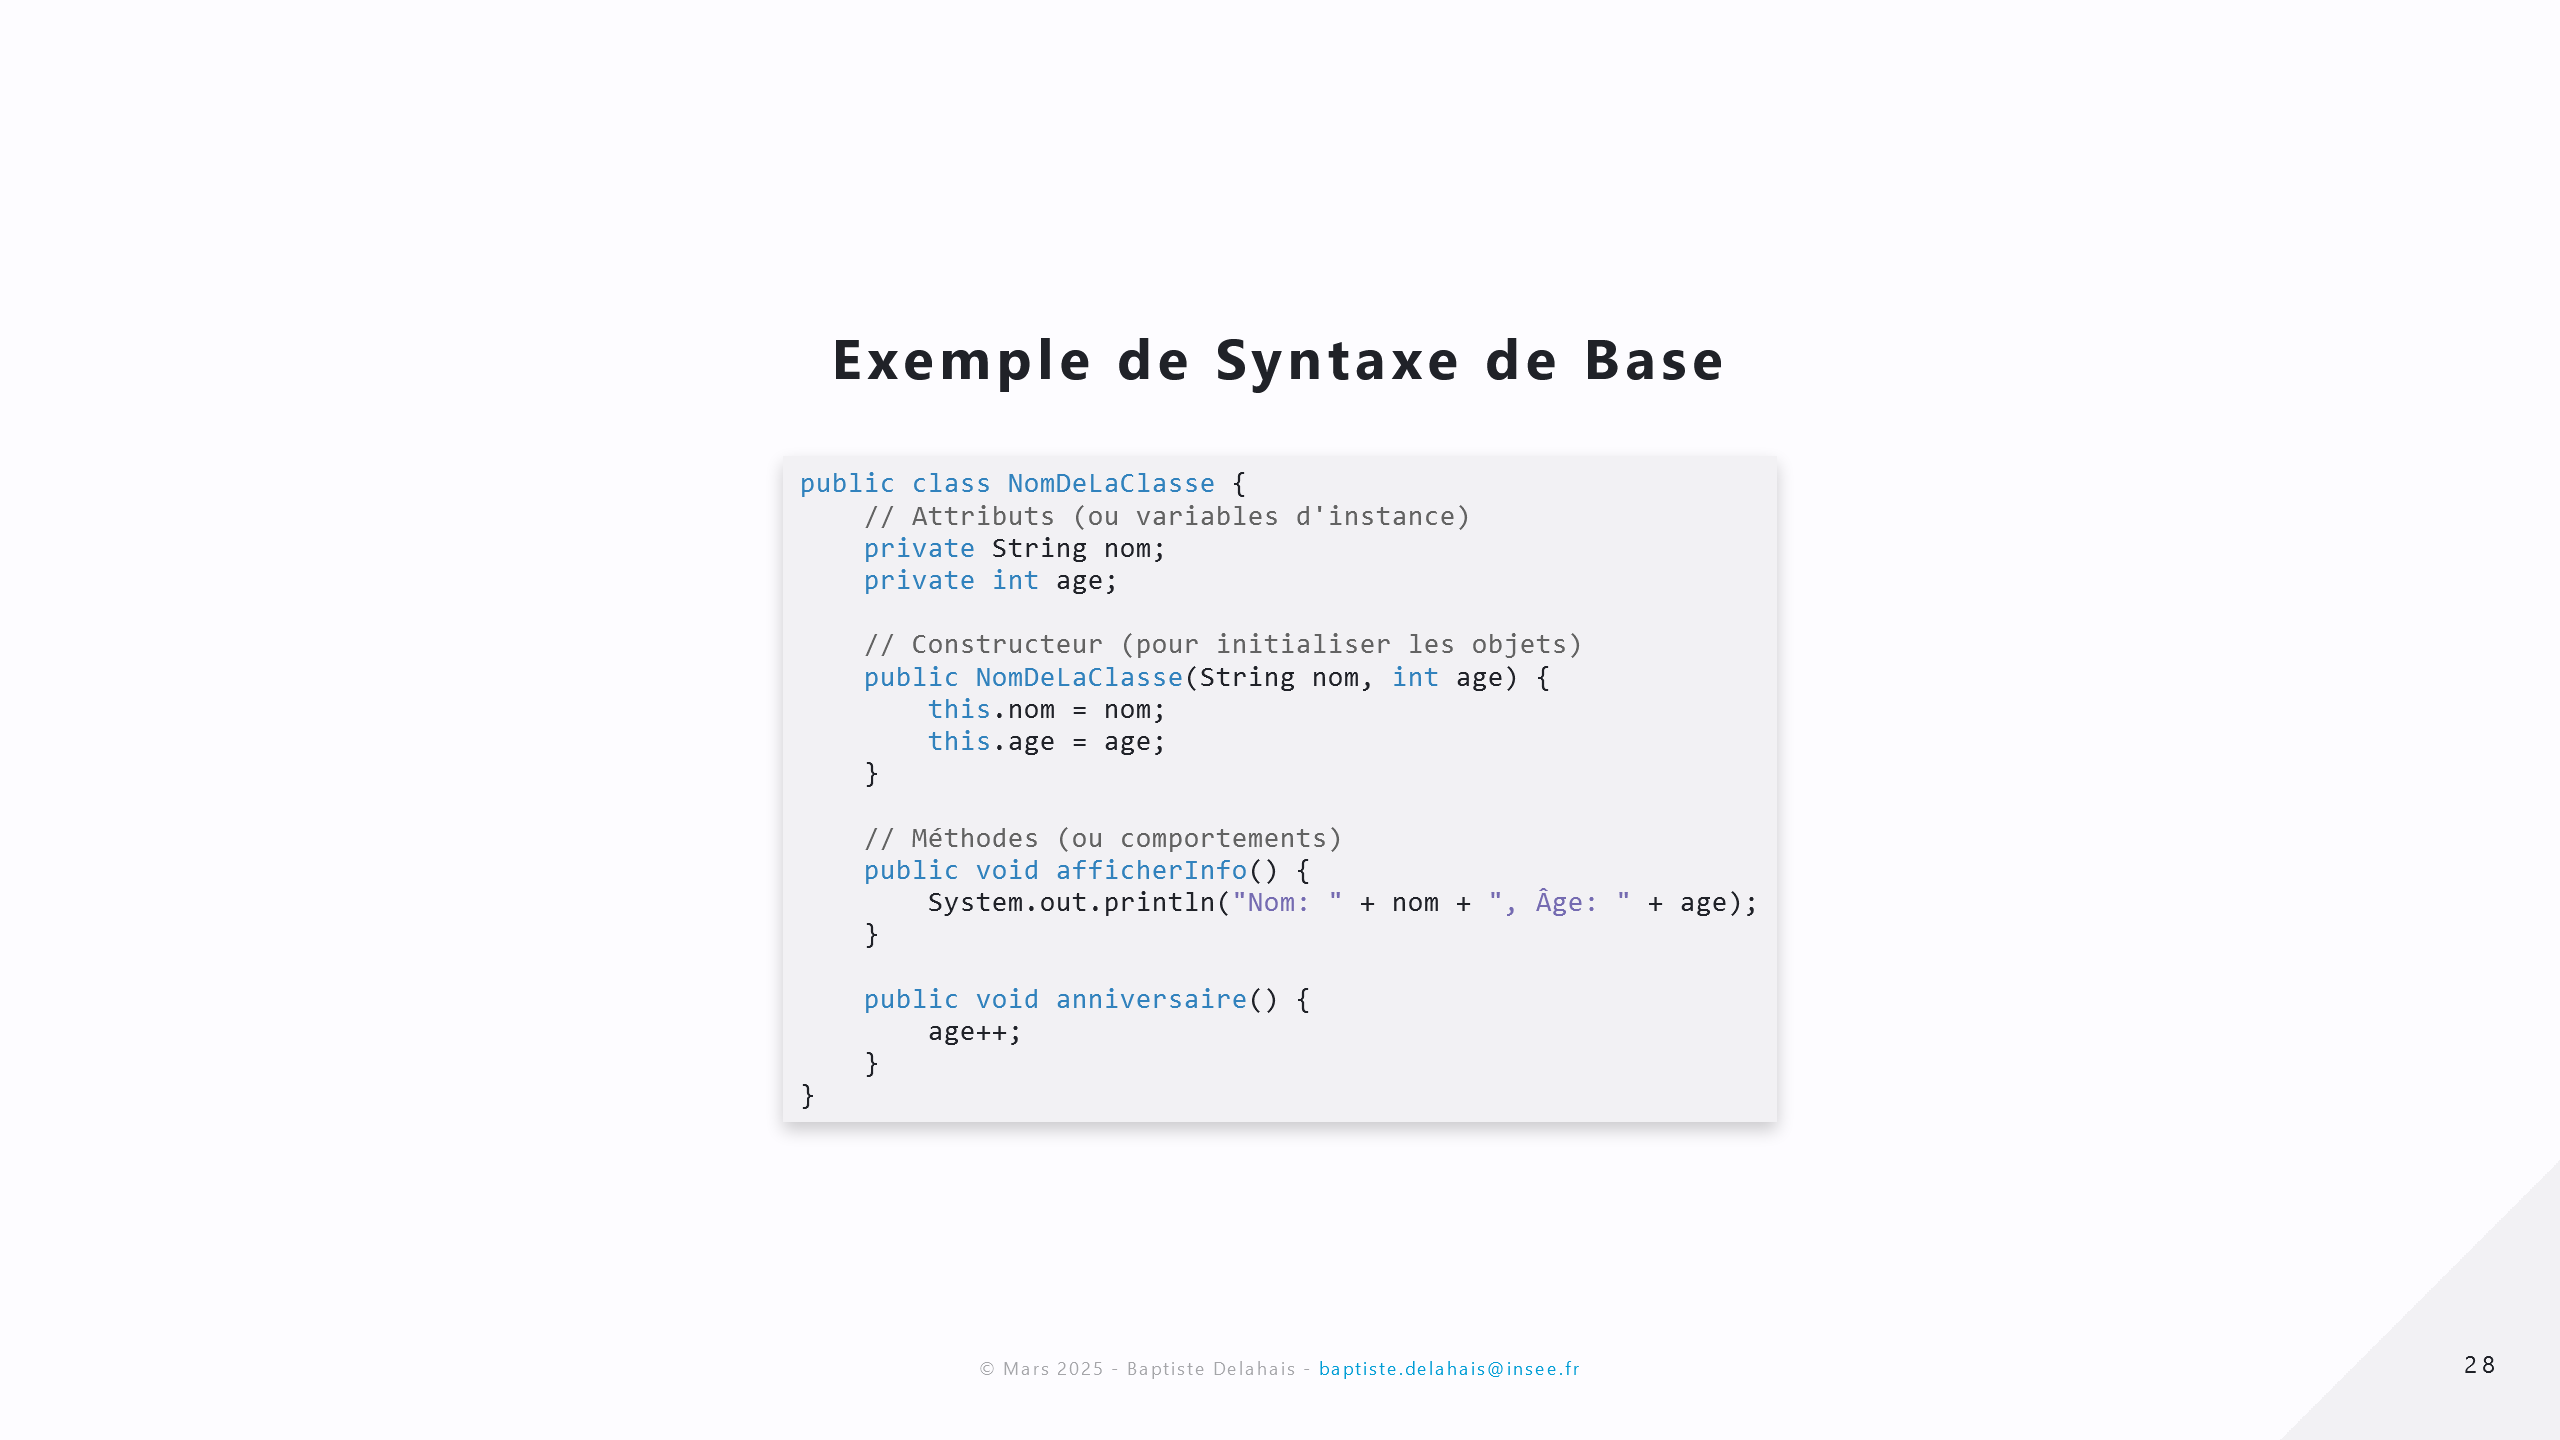 Exemple de Syntaxe de Base
public class NomDeLaClasse {
    // Attributs (ou variables d'instance)
    private String nom;
    private int age;

    // Constructeur (pour initialiser les objets)
    public NomDeLaClasse(String nom, int age) {
        this.nom = nom;
        this.age = age;
    }

    // Méthodes (ou comportements)
    public void afficherInfo() {
        System.out.println("Nom: " + nom + ", Âge: " + age);
    }

    public void anniversaire() {
        age++;
    }
}
© Mars 2025 - Baptiste Delahais - baptiste.delahais@insee.fr
28